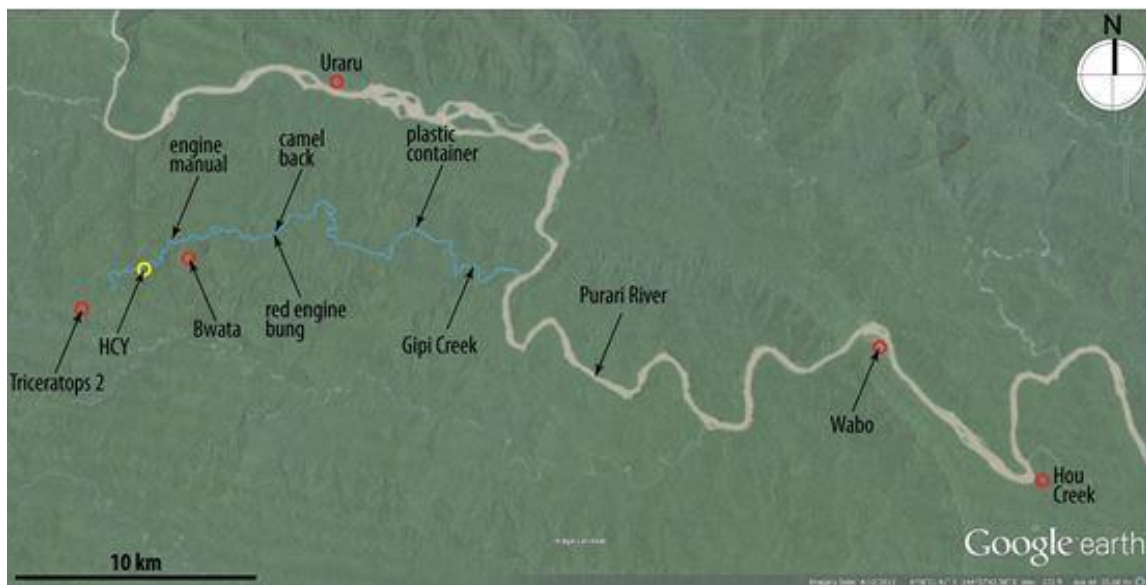 N
Uraru
engine
manual
camel
back
plastic
container
Purari River
red engine
bung
Bwata
Gipi Creek
HCY
Triceratops 2
Wabo
Hou
Creek
10 km
Google earth